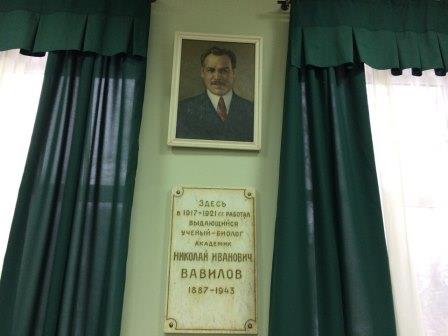 ЗДЕСЬ
В 1917-1921 ГГ. РАБОТАЛ
ВЫДАЮЩИЙСЯ
УЧЕНЫЙ-БИОЛОГ
АКАДЕМИК
НИКОЛАЙ ИВАНОВИЧ
ВАВИЛОВ
1887-1943